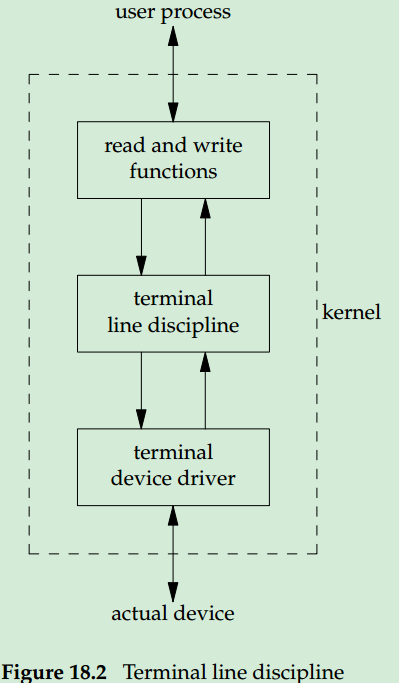 user process
read and write
functions
terminal
line discipline
kernel
terminal
device driver
actual device
Figure 18.2 Terminal line discipline